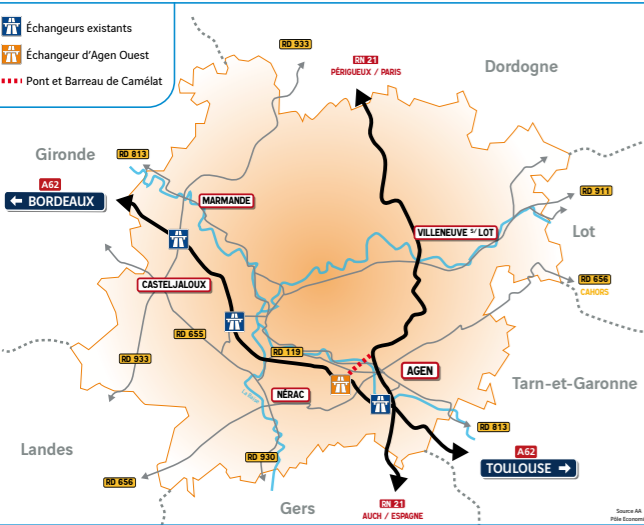 Échangeurs existants
Échangeur d'Agen Ouest
Pont et Barreau de Camélat
RD 933
RN 21
PÉRIGUEUX / PARIS
Dordogne
Gironde
RD 813
A62
← BORDEAUX
MARMANDE
RD 911
VILLENEUVE S/ LOT
Lot
RD 656
CAHORS
CASTELJALOUX
RD 655
RD 119
RD 933
AGEN
Tarn-et-Garonne
NÉRAC
RD 813
Landes
RD 930
A62
TOULOUSE →
RD 656
RN 21
AUCH / ESPAGNE
Gers
Source AA
Pôle Econom